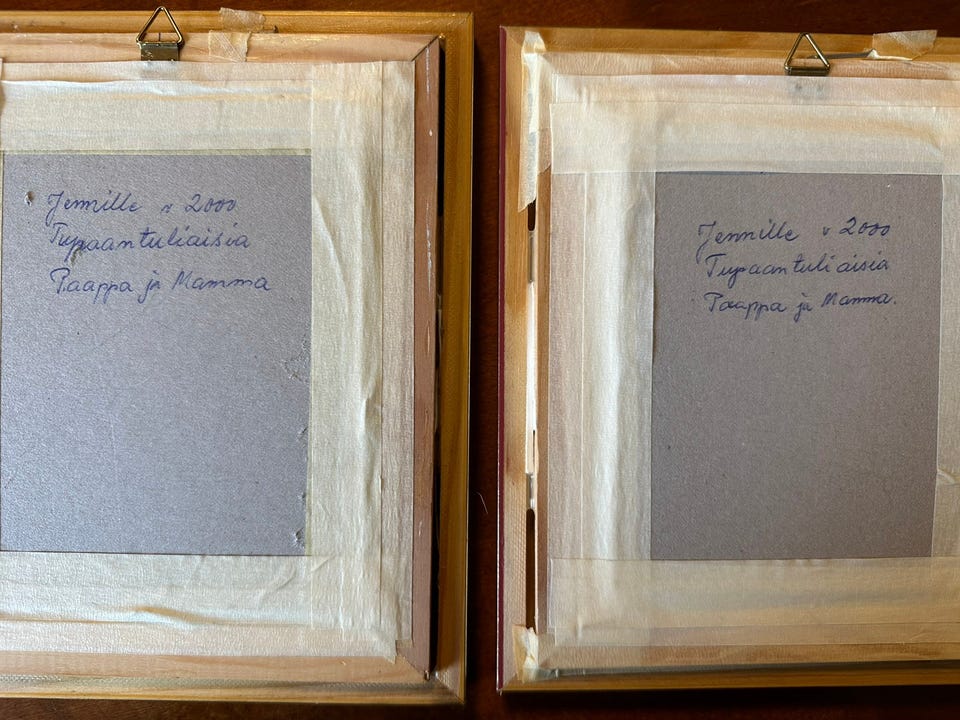 Jennille v 2000
Tupaantuliaisia
Paappa ja Mamma
Jennille v 2000
Tupaantuliaisia
Paappa ja Mamma.